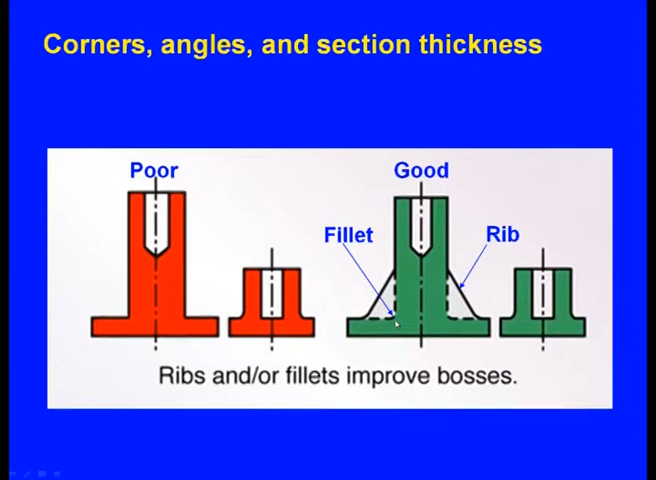 Corners, angles, and section thickness
Poor
Good
Fillet
Rib
Ribs and/or fillets improve bosses.